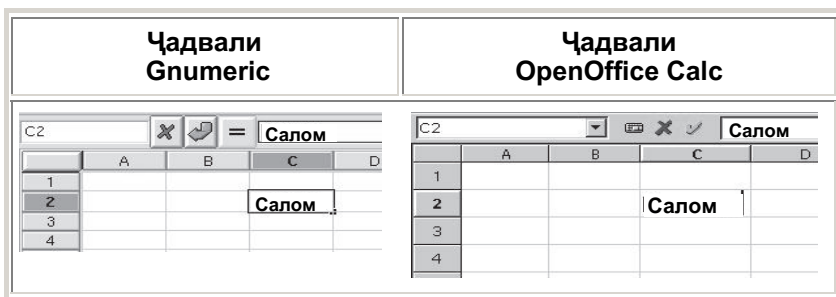 Ҷадвали
Gnumeric
Ҷадвали
OpenOffice Calc
C2 = Салом
A B C D
1
2 Салом
3
4
C2 Салом
A B C D
1
2 Салом
3
4